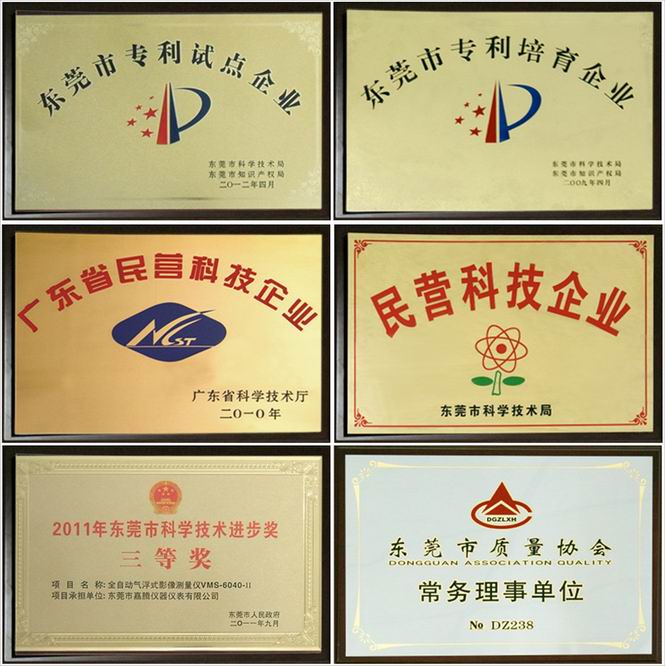 东莞市专利试点企业
东莞市科学技术局
东莞市知识产权局
二〇一二年四月
东莞市专利培育企业
东莞市科学技术局
东莞市知识产权局
二〇〇九年四月
广东省民营科技企业
NCST
广东省科学技术厅
二〇一〇年
民营科技企业
东莞市科学技术局
2011年东莞市科学技术进步奖
三等奖
项目名称:全自动气浮式影像测量仪VMS-6040-II
项目承担单位:东莞市嘉腾仪器仪表有限公司
东莞市人民政府
二〇一一年九月
DGZLXH
东莞市质量协会
DONGGUAN ASSOCIATION QUALITY
常务理事单位
№ DZ238